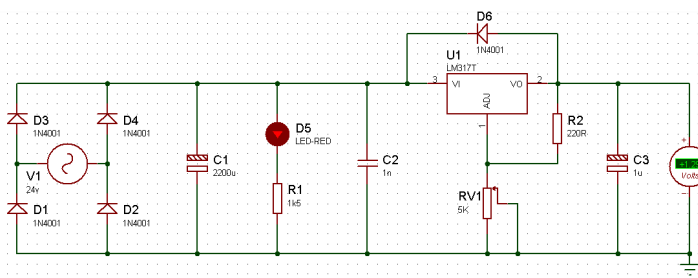 D6
1N4001
U1
LM317T
3
VI
VO
2
ADJ
1
D3
1N4001
D4
1N4001
D5
LED-RED
C1
2200u
C2
1n
R2
220R
C3
1u
V1
24v
D1
1N4001
D2
1N4001
R1
1k5
RV1
5K
Volts
+